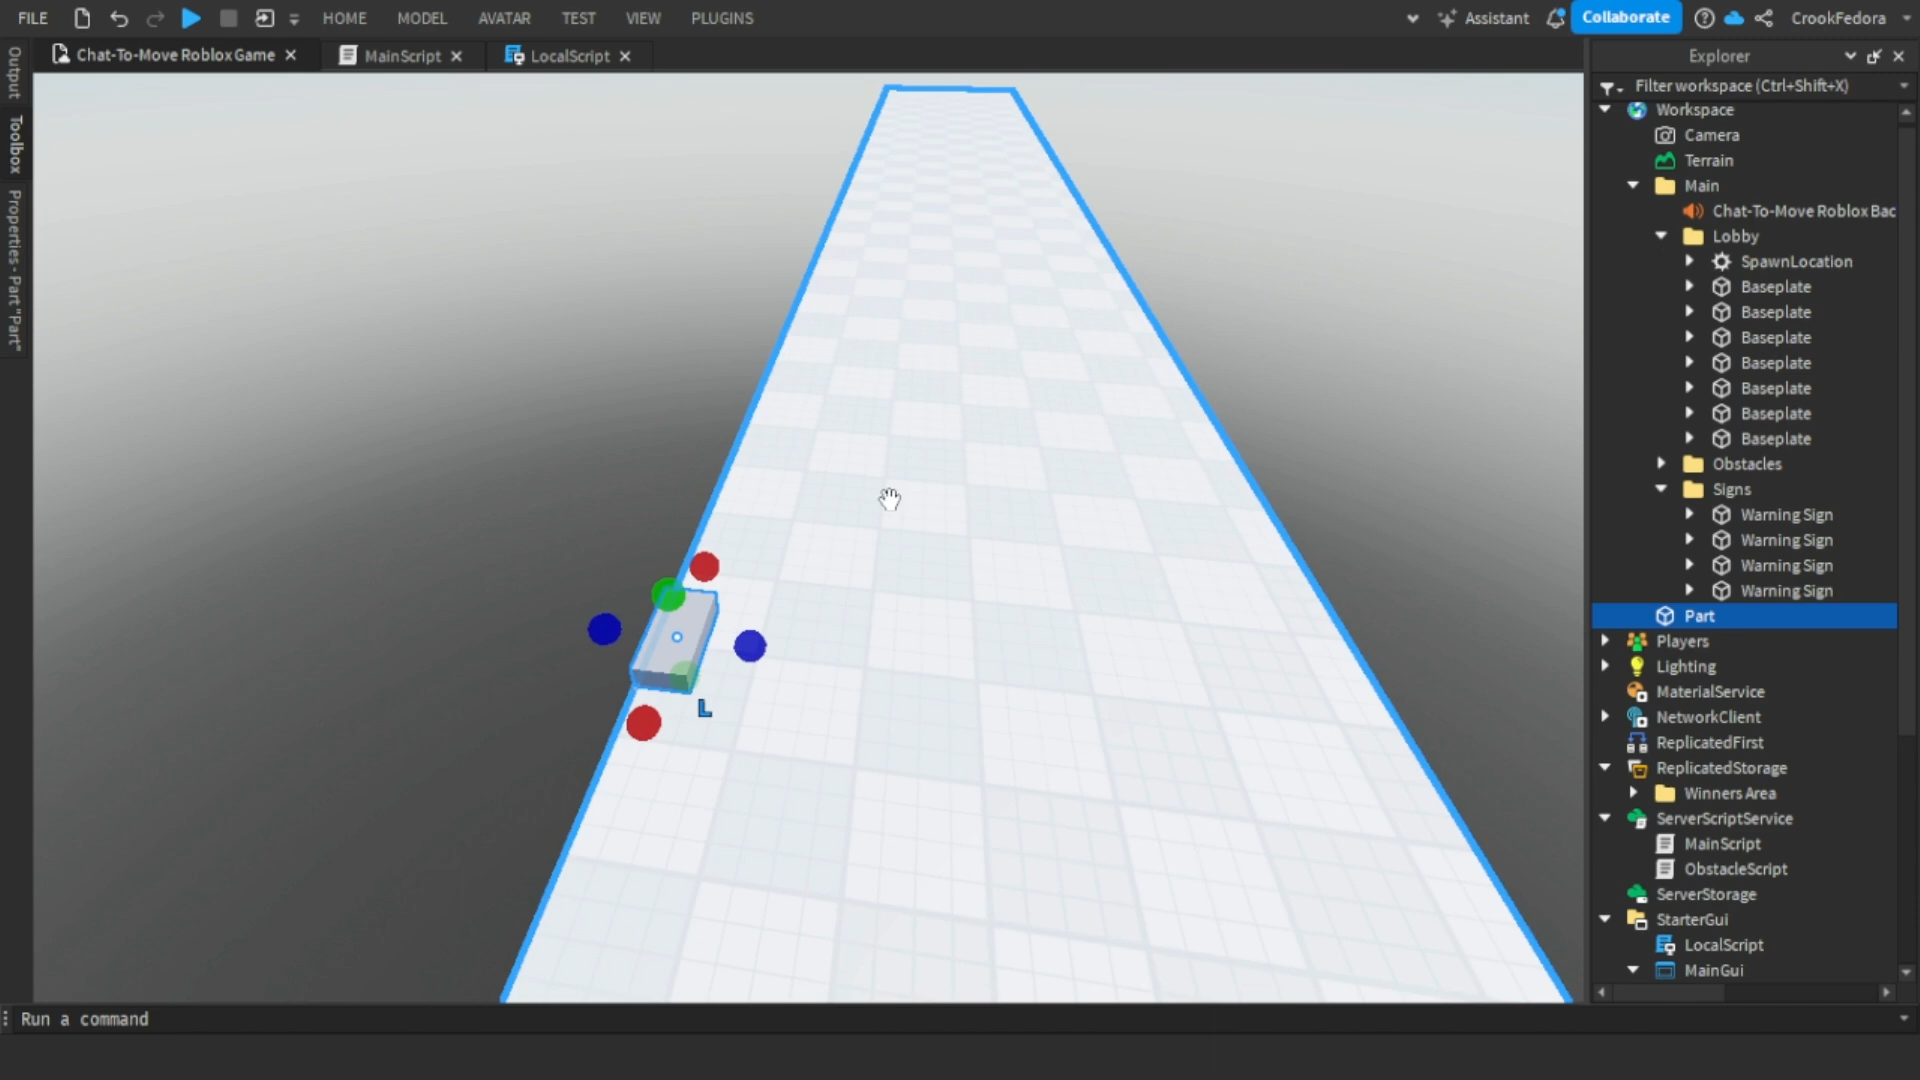 FILE
HOME
MODEL
AVATAR
TEST
VIEW
PLUGINS
Assistant
Collaborate
CrookFedora
Output
Toolbox
Properties - Part "Part"
Chat-To-Move Roblox Game
MainScript
LocalScript
L
Explorer
Filter workspace (Ctrl+Shift+X)
Workspace
Camera
Terrain
Main
Chat-To-Move Roblox Bac
Lobby
SpawnLocation
Baseplate
Baseplate
Baseplate
Baseplate
Baseplate
Baseplate
Baseplate
Obstacles
Signs
Warning Sign
Warning Sign
Warning Sign
Warning Sign
Part
Players
Lighting
MaterialService
NetworkClient
ReplicatedFirst
ReplicatedStorage
Winners Area
ServerScriptService
MainScript
ObstacleScript
ServerStorage
StarterGui
LocalScript
MainGui
Run a command